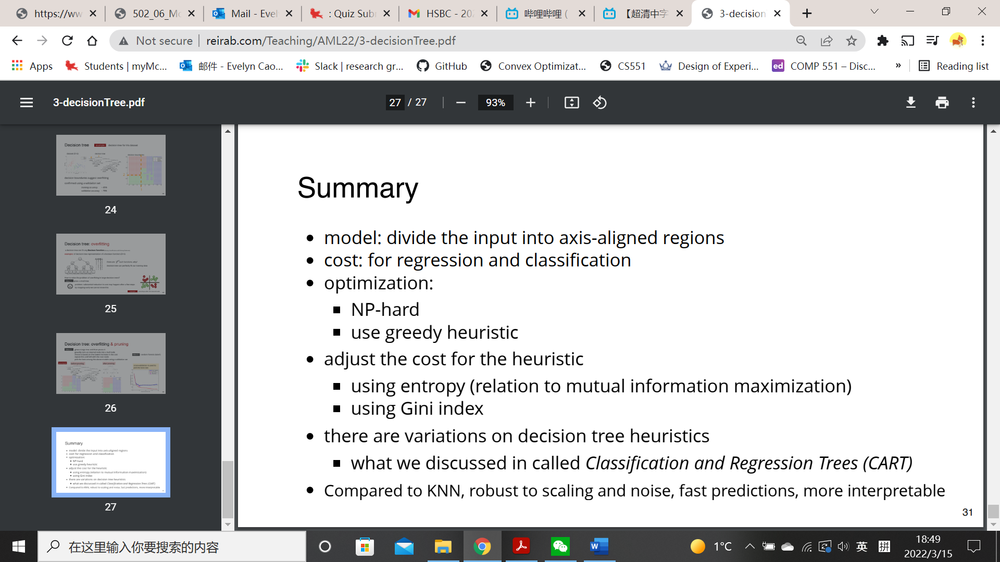 https://ww
502_06_Mo
Mail - Evel
: Quiz Sub
HSBC - 202
哔哩哔哩 (
【超清中字
3-decision
Not secure
reirab.com/Teaching/AML22/3-decisionTree.pdf
Apps
Students | myMc...
邮件 - Evelyn Cao...
Slack | research gr...
GitHub
Convex Optimizat...
CS551
Design of Experi...
ed
COMP 551 – Disc...
»
Reading list
3-decisionTree.pdf
27 / 27
93%
Decision tree
24
Decision tree: overfitting
25
Decision tree: overfitting & pruning
26
Summary
model: divide the input into axis-aligned regions
cost: for regression and classification
optimization:
NP-hard
use greedy heuristic
adjust the cost for the heuristic
using entropy (relation to mutual information maximization)
using Gini index
there are variations on decision tree heuristics
what we discussed in called Classification and Regression Trees (CART)
Compared to KNN, robust to scaling and noise, fast predictions, more interpretable
27
Summary
model: divide the input into axis-aligned regions
cost: for regression and classification
optimization:
NP-hard
use greedy heuristic
adjust the cost for the heuristic
using entropy (relation to mutual information maximization)
using Gini index
there are variations on decision tree heuristics
what we discussed in called Classification and Regression Trees (CART)
Compared to KNN, robust to scaling and noise, fast predictions, more interpretable
31
在这里输入你要搜索的内容
W
1°C
英
拼
18:49
2022/3/15